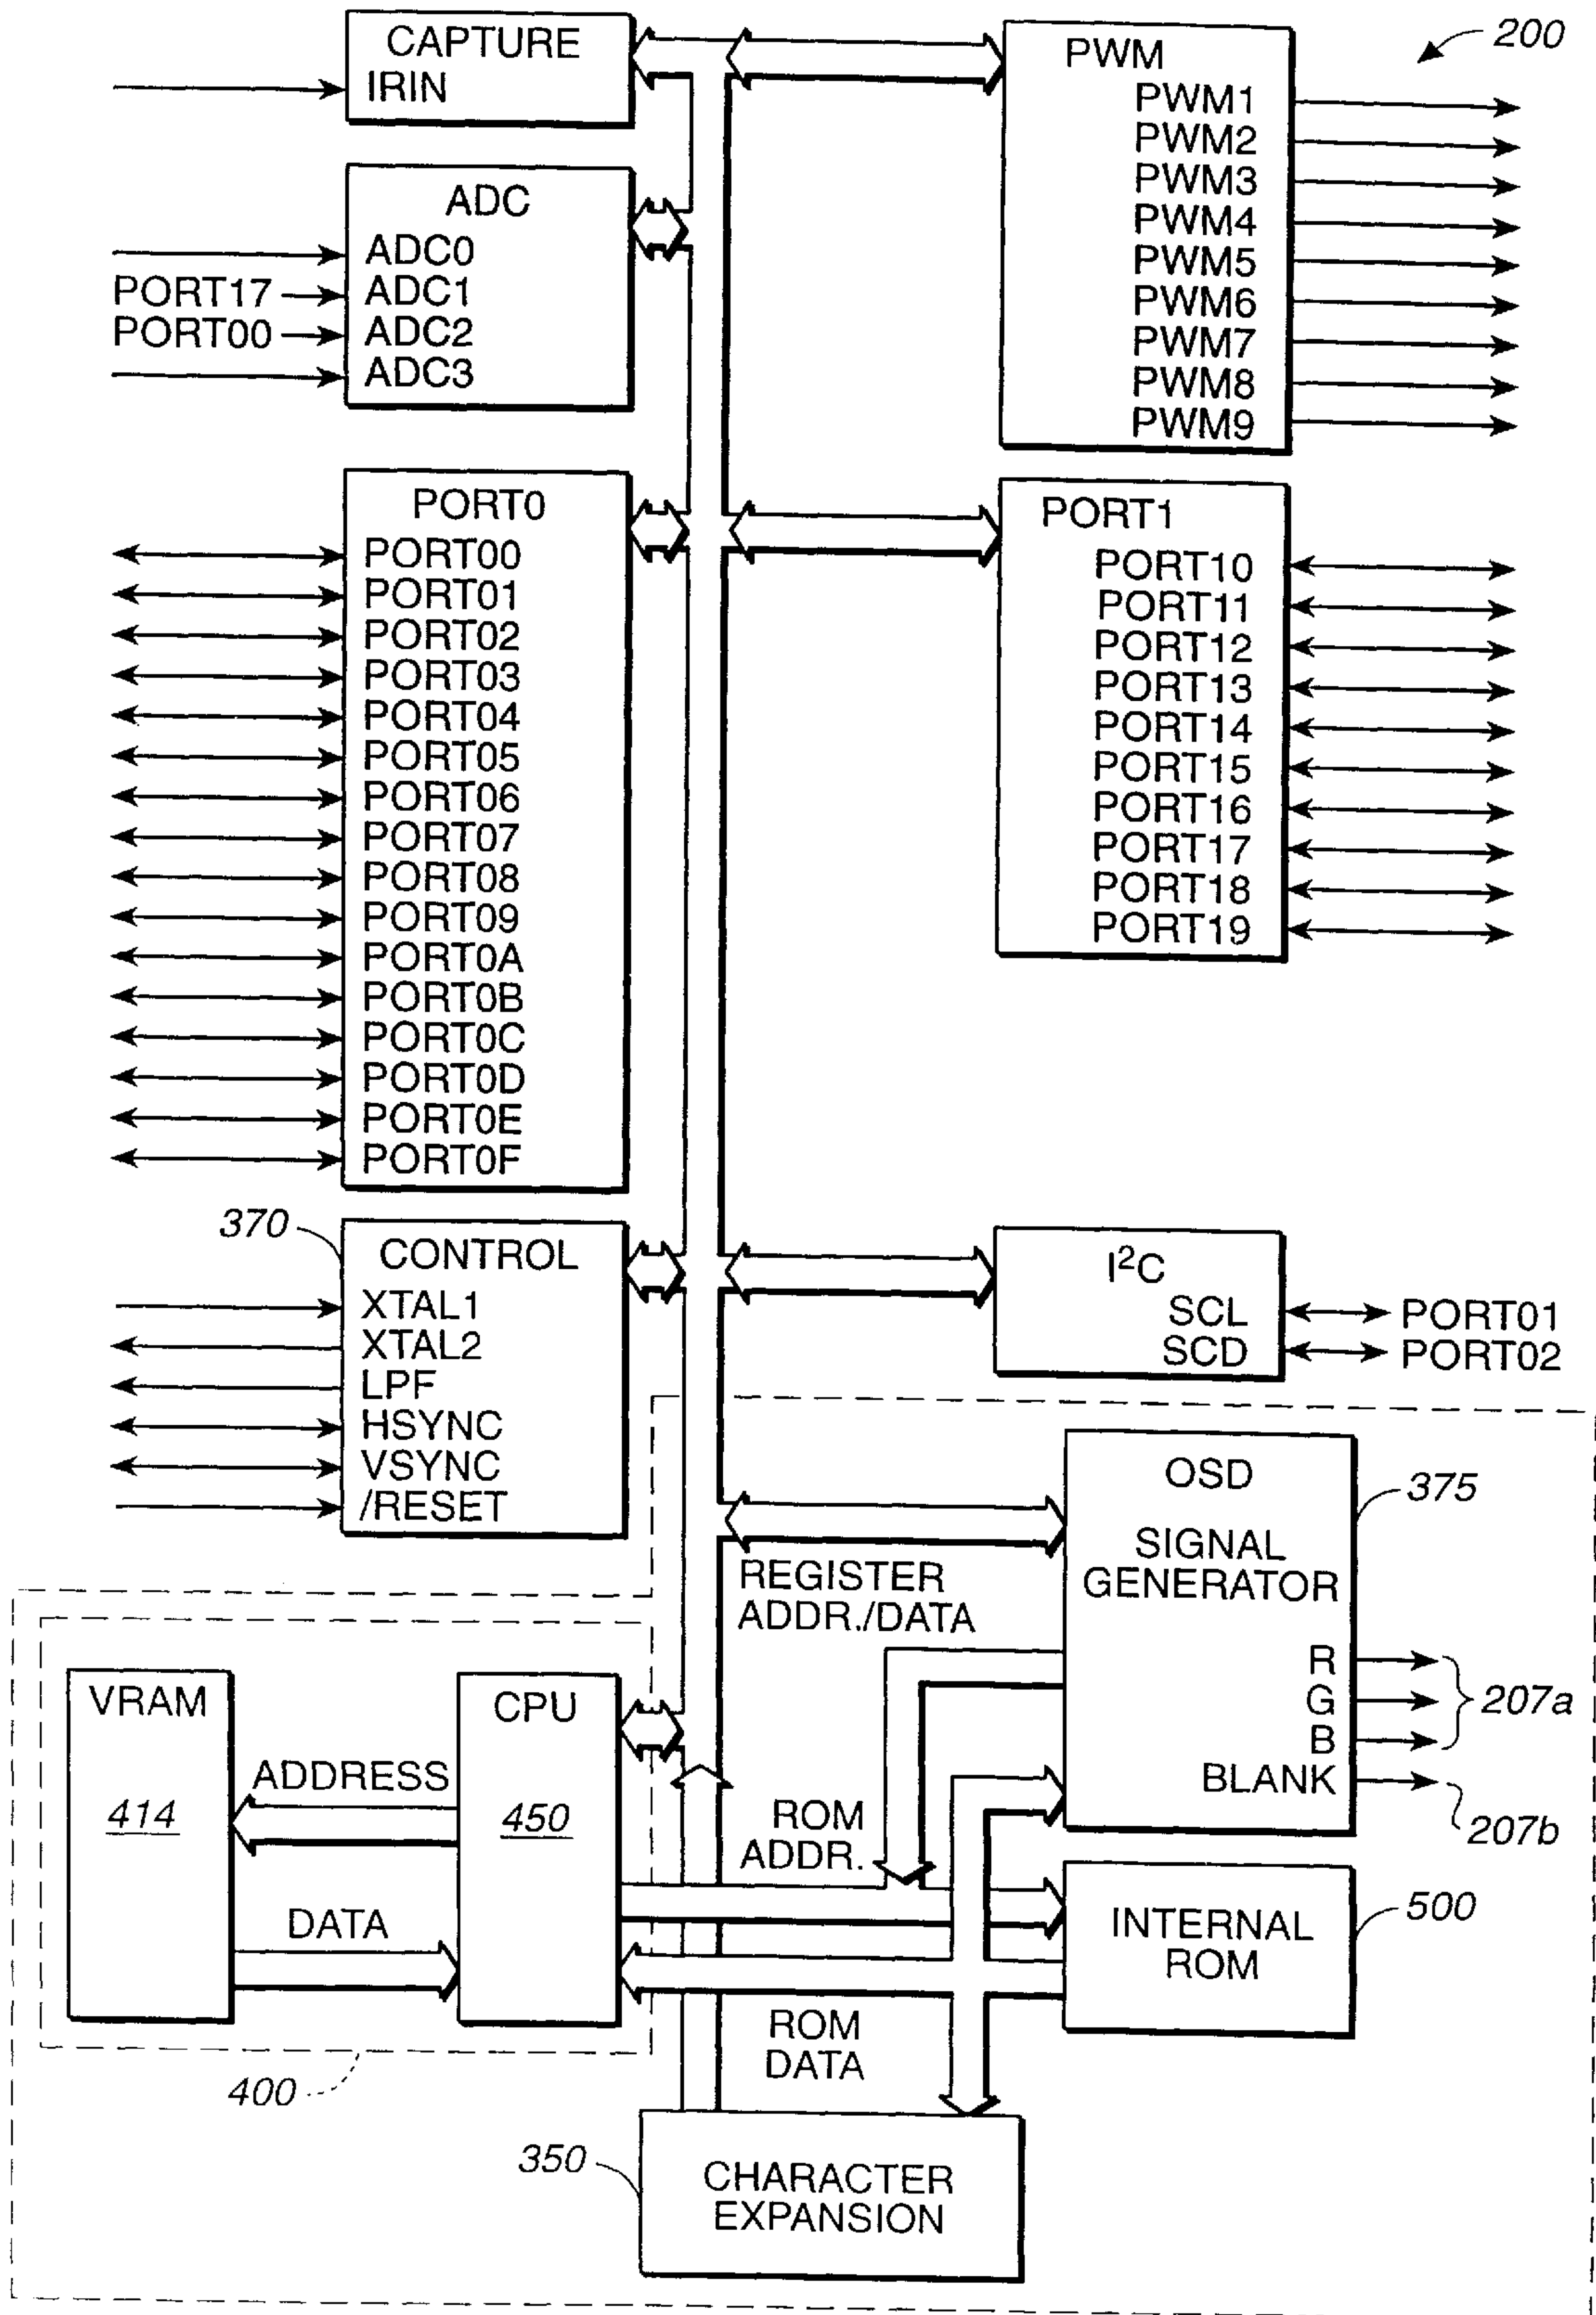 200
CAPTURE
IRIN
ADC
ADC0
PORT17
ADC1
PORT00
ADC2
ADC3
PWM
PWM1
PWM2
PWM3
PWM4
PWM5
PWM6
PWM7
PWM8
PWM9
PORT0
PORT00
PORT01
PORT02
PORT03
PORT04
PORT05
PORT06
PORT07
PORT08
PORT09
PORT0A
PORT0B
PORT0C
PORT0D
PORT0E
PORT0F
PORT1
PORT10
PORT11
PORT12
PORT13
PORT14
PORT15
PORT16
PORT17
PORT18
PORT19
370
CONTROL
XTAL1
XTAL2
LPF
HSYNC
VSYNC
/RESET
I²C
SCL
PORT01
SCD
PORT02
OSD
SIGNAL
GENERATOR
375
R
G
B
207a
BLANK
207b
REGISTER
ADDR./DATA
VRAM
414
ADDRESS
DATA
CPU
450
400
ROM
ADDR.
INTERNAL
ROM
500
ROM
DATA
350
CHARACTER
EXPANSION